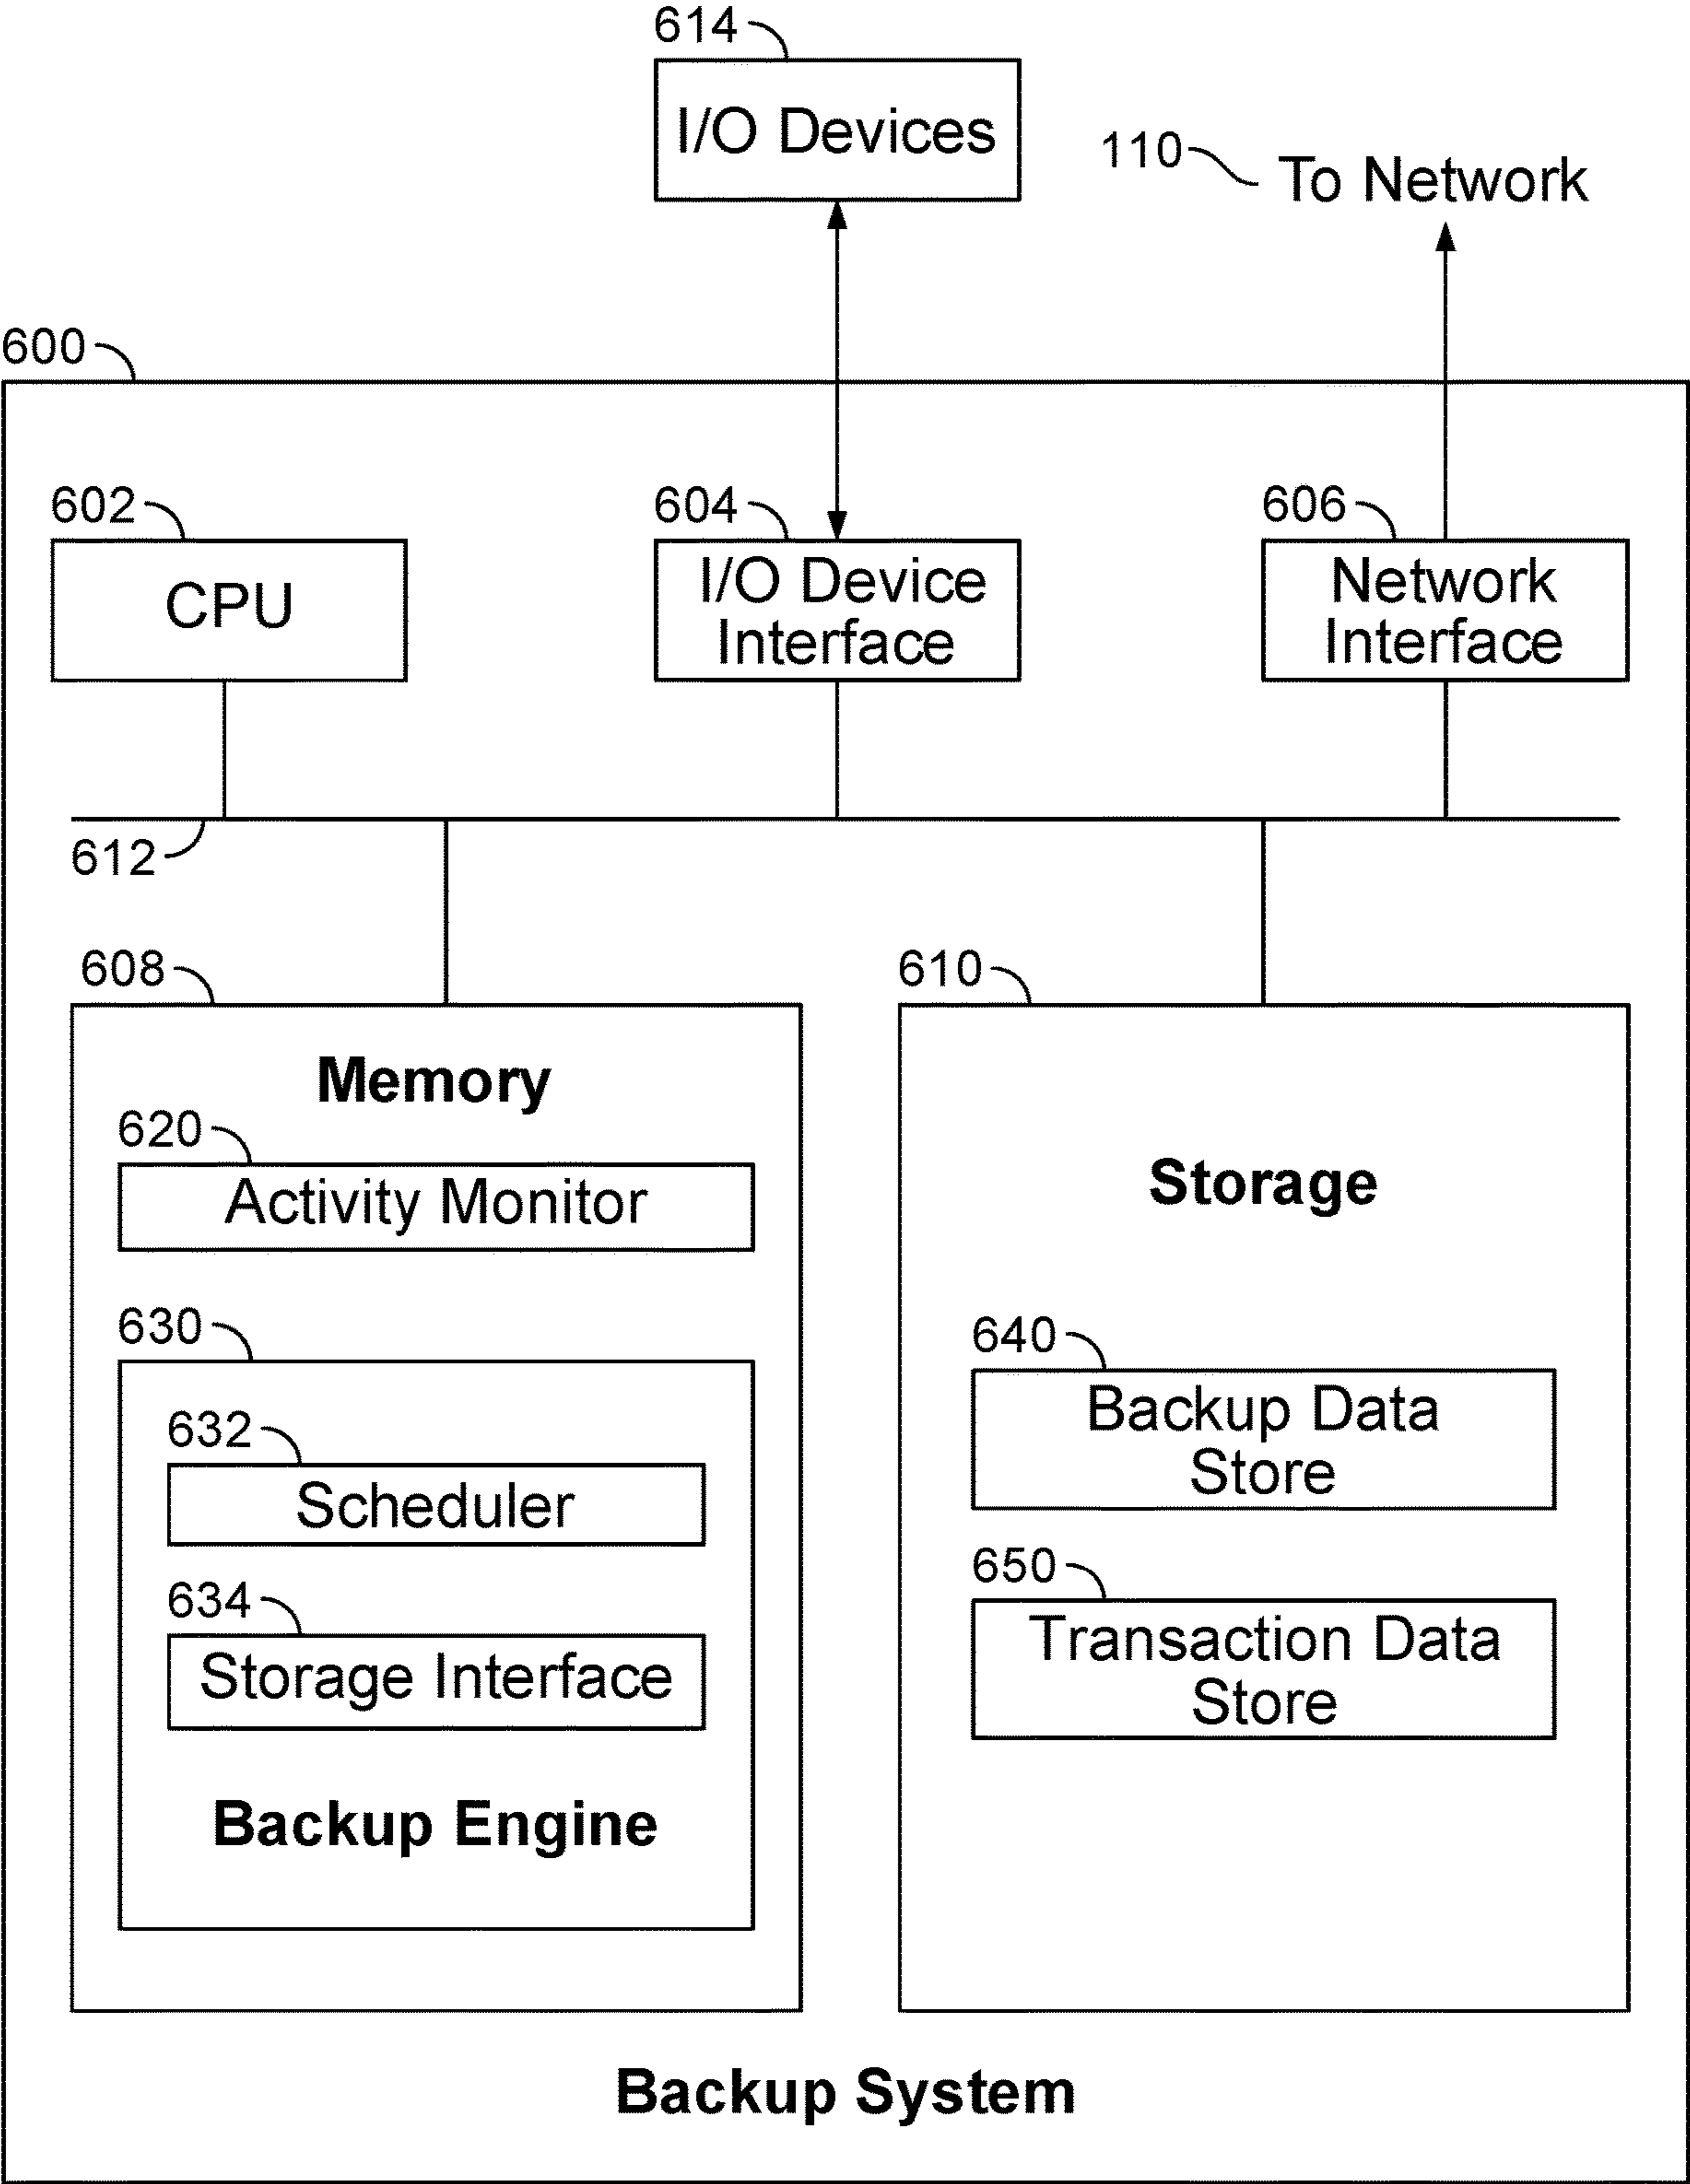 614
I/O Devices
110
To Network
600
602
CPU
604
I/O Device
Interface
606
Network
Interface
612
608
Memory
620
Activity Monitor
630
632
Scheduler
634
Storage Interface
Backup Engine
610
Storage
640
Backup Data
Store
650
Transaction Data
Store
Backup System